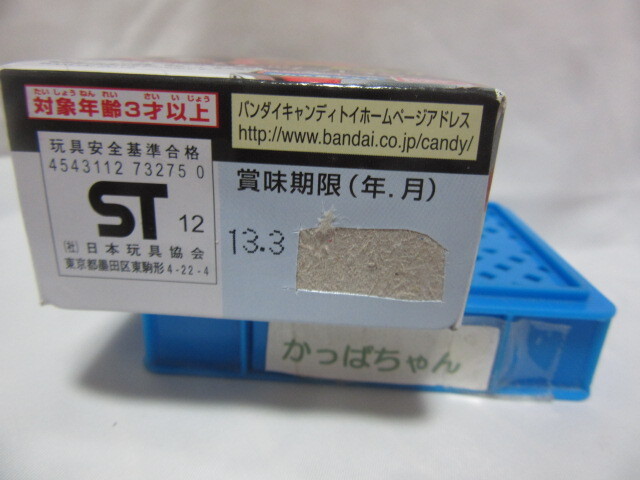 たいしょうねんれい さいいじょう
対象年齢3才以上
バンダイキャンディトイホームページアドレス
http://www.bandai.co.jp/candy/
玩具安全基準合格
4543112 73275 0
ST 12
(社)日本玩具協会
東京都墨田区東駒形4-22-4
賞味期限(年.月)
13.3
かっぱちゃん